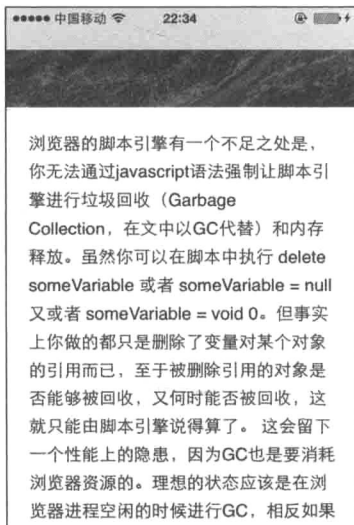 中国移动 22:34
浏览器的脚本引擎有一个不足之处是，
你无法通过javascript语法强制让脚本引
擎进行垃圾回收（Garbage
Collection，在文中以GC代替）和内存
释放。虽然你可以在脚本中执行 delete
someVariable 或者 someVariable = null
又或者 someVariable = void 0。但事实
上你做的都只是删除了变量对某个对象
的引用而已，至于被删除引用的对象是
否能够被回收，又何时能否被回收，这
就只能由脚本引擎说得算了。 这会留下
一个性能上的隐患，因为GC也是要消耗
浏览器资源的。理想的状态应该是在浏
览器进程空闲的时候进行GC，相反如果